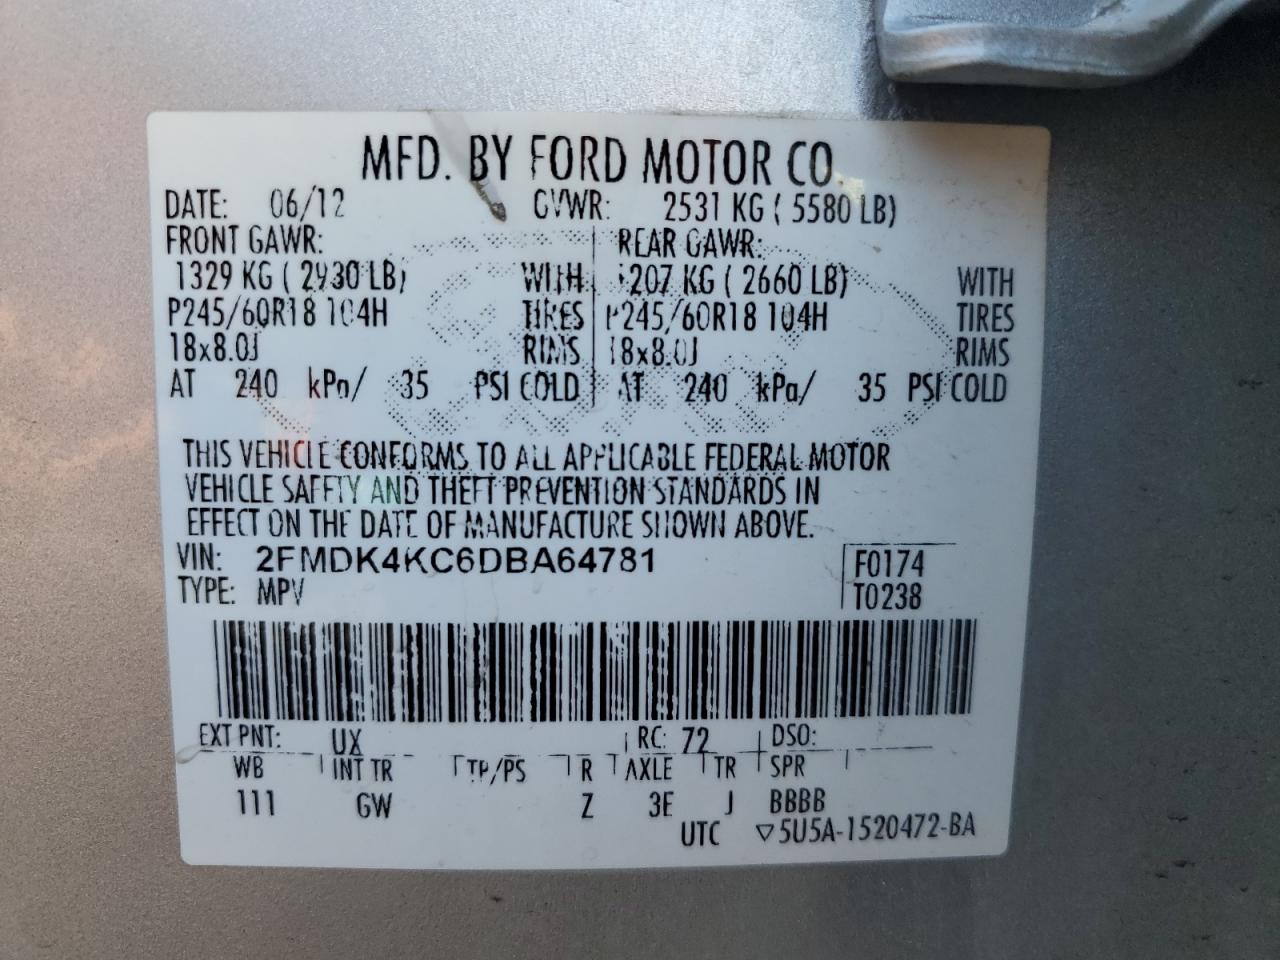 MFD. BY FORD MOTOR CO.
DATE: 06/12 GVWR: 2531 KG ( 5580 LB)
FRONT GAWR: REAR GAWR:
1329 KG ( 2930 LB) WITH 1207 KG ( 2660 LB) WITH
P245/60R18 104H TIRES P245/60R18 104H TIRES
18x8.0J RIMS 18x8.0J RIMS
AT 240 kPa/ 35 PSI COLD AT 240 kPa/ 35 PSI COLD
THIS VEHICLE CONFORMS TO ALL APPLICABLE FEDERAL MOTOR
VEHICLE SAFETY AND THEFT PREVENTION STANDARDS IN
EFFECT ON THE DATE OF MANUFACTURE SHOWN ABOVE.
VIN: 2FMDK4KC6DBA64781 F0174
TYPE: MPV T0238
EXT PNT: UX RC: 72 DSO:
WB INT TR TP/PS R AXLE TR SPR
111 GW Z 3E J BBBB
UTC ▽5U5A-1520472-BA